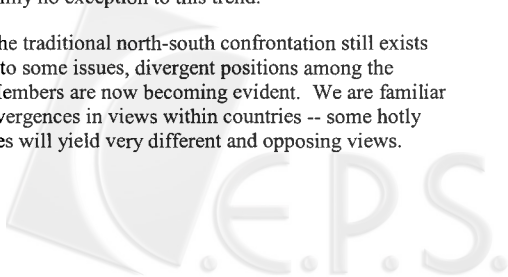 no exception to this trend.
he traditional north-south confrontation still exists
to some issues, divergent positions among the
embers are now becoming evident. We are familiar
vergences in views within countries -- some hotly
es will yield very different and opposing views.
C.E.P.S.